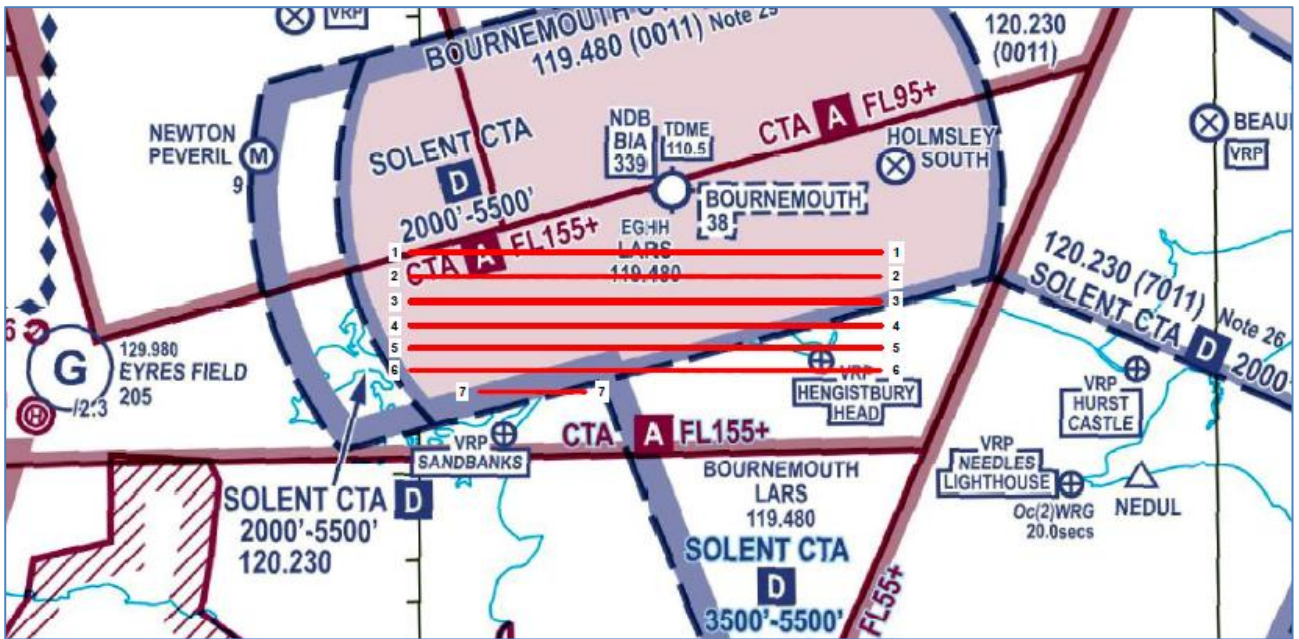 VRP
BOURNEMOUTH
119.480 (0011) Note 29
120.230
(0011)
NEWTON
PEVERIL
M
9
SOLENT CTA
D
2000'-5500'
NDB
BIA
339
TDME
110.5
CTA A FL95+
HOLMSLEY
SOUTH
VRP
BOURNEMOUTH
38
EGHH
LARS
119.480
CTA A FL155+
1 1
2 2
3 3
4 4
5 5
6 6
7 7
120.230 (7011) Note 26
SOLENT CTA D 2000'
6
G
129.980
EYRES FIELD
205
/2.3
H
VRP
HENGISTBURY
HEAD
VRP
HURST
CASTLE
VRP
SANDBANKS
CTA A FL155+
SOLENT CTA D
2000'-5500'
120.230
BOURNEMOUTH
LARS
119.480
SOLENT CTA
D
3500'-5500'
FL55+
VRP
NEEDLES
LIGHTHOUSE
Oc(2)WRG
20.0secs
NEDUL